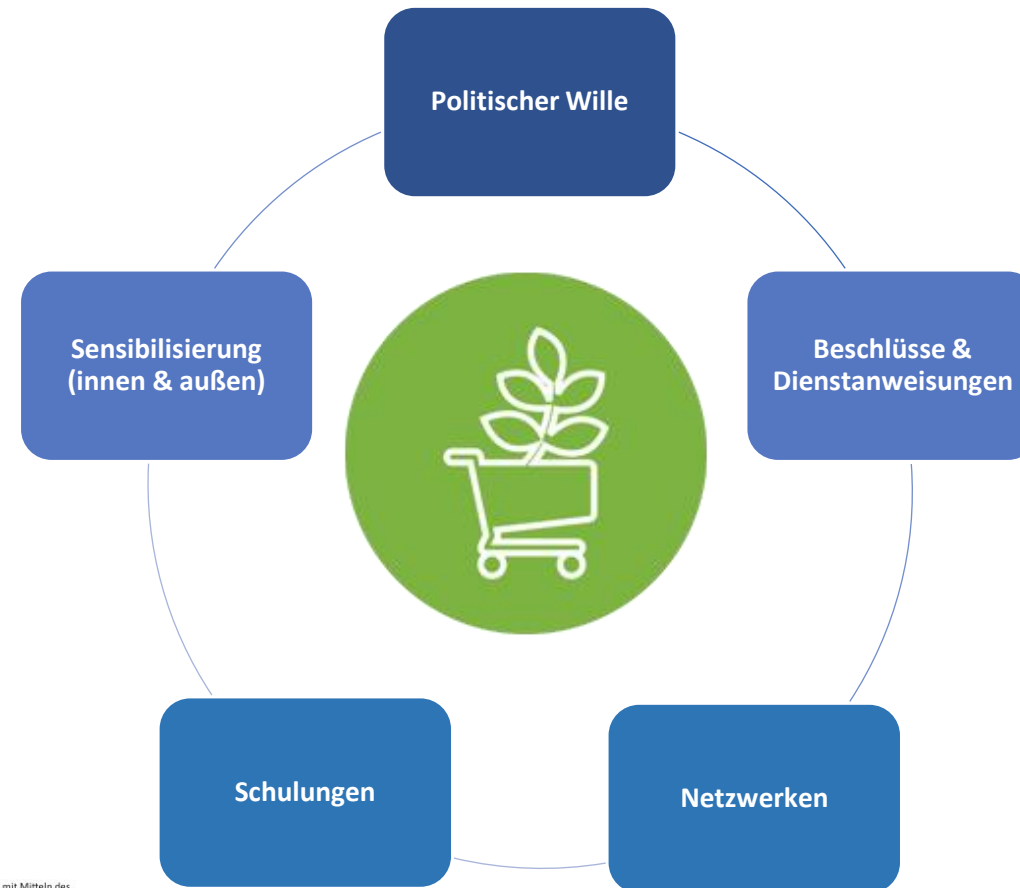 Politischer Wille
Sensibilisierung
(innen & außen)
Beschlüsse &
Dienstanweisungen
Schulungen
Netzwerken
mit Mitteln des